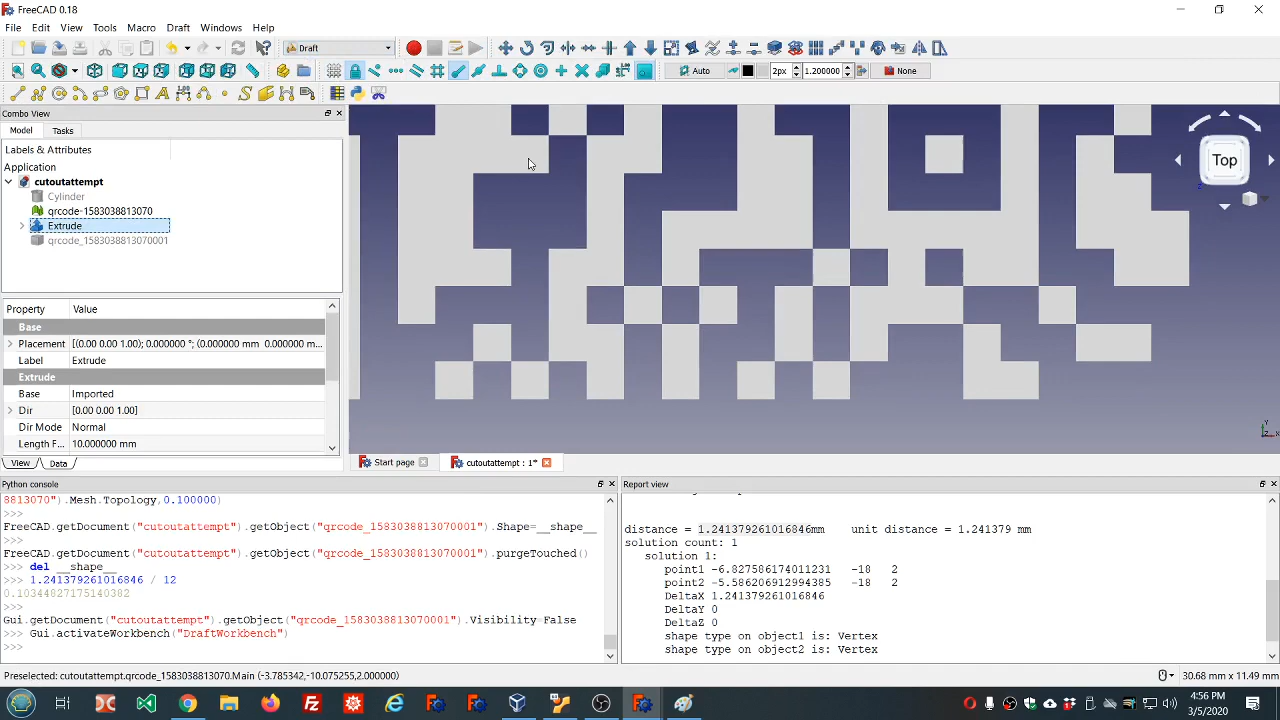 FreeCAD 0.18
File Edit View Tools Macro Draft Windows Help
Draft
Auto 2px 1.200000 None
Combo View
Model Tasks
Labels & Attributes
Application
cutoutattempt
Cylinder
qrcode-1583038813070
Extrude
qrcode_1583038813070001
Top
Property Value
Base
Placement [(0.00 0.00 1.00); 0.000000 °; (0.000000 mm 0.000000 m...
Label Extrude
Extrude
Base Imported
Dir [0.00 0.00 1.00]
Dir Mode Normal
Length F... 10.000000 mm
View Data
Start page cutoutattempt : 1*
Python console
8813070").Mesh.Topology,0.100000)
>>>
FreeCAD.getDocument("cutoutattempt").getObject("qrcode_1583038813070001").Shape=__shape__
>>>
FreeCAD.getDocument("cutoutattempt").getObject("qrcode_1583038813070001").purgeTouched()
>>> del __shape__
>>> 1.241379261016846 / 12
0.10344827175140382
>>>
Gui.getDocument("cutoutattempt").getObject("qrcode_1583038813070001").Visibility=False
>>> Gui.activateWorkbench("DraftWorkbench")
>>>
Report view
distance = 1.241379261016846mm unit distance = 1.241379 mm
solution count: 1
solution 1:
point1 -6.827586174011231 -18 2
point2 -5.586206912994385 -18 2
DeltaX 1.241379261016846
DeltaY 0
DeltaZ 0
shape type on object1 is: Vertex
shape type on object2 is: Vertex
Preselected: cutoutattempt.qrcode_1583038813070.Main (-3.785342,-10.075255,2.000000)
30.68 mm x 11.49 mm
4:56 PM
3/5/2020